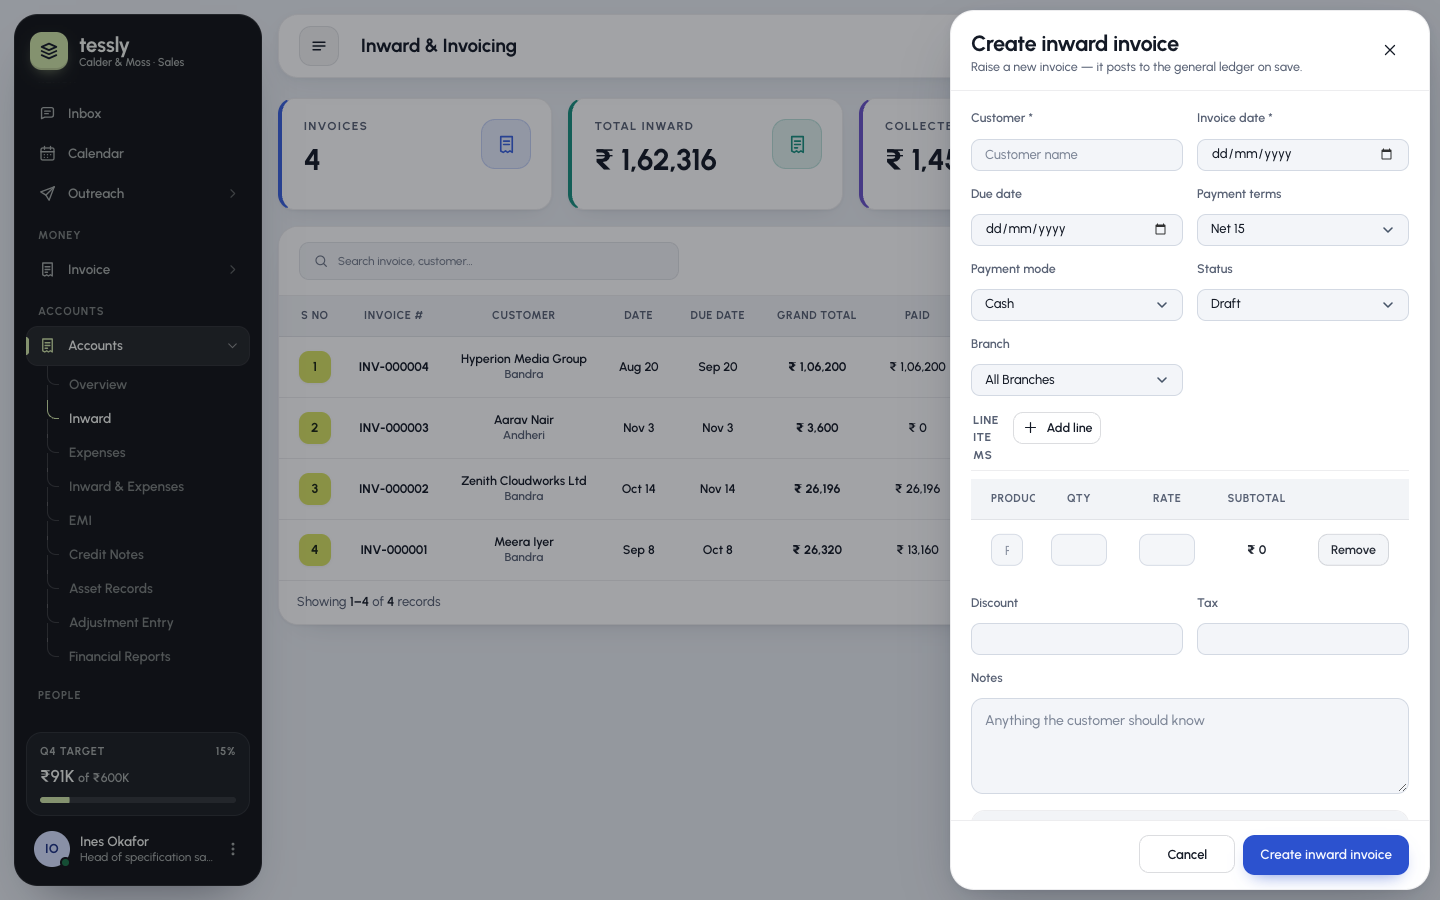 tessly
Calder & Moss · Sales
Inbox
Calendar
Outreach
MONEY
Invoice
ACCOUNTS
Accounts
Overview
Inward
Expenses
Inward & Expenses
EMI
Credit Notes
Asset Records
Adjustment Entry
Financial Reports
PEOPLE
Q4 TARGET 15%
₹91K of ₹600K
IO
Ines Okafor
Head of specification sa…
Inward & Invoicing
INVOICES
4
TOTAL INWARD
₹ 1,62,316
COLLECTE
₹ 1,45
Search invoice, customer…
S NO INVOICE # CUSTOMER DATE DUE DATE GRAND TOTAL PAID
1 INV-000004 Hyperion Media Group Aug 20 Sep 20 ₹ 1,06,200 ₹ 1,06,200
Bandra
2 INV-000003 Aarav Nair Nov 3 Nov 3 ₹ 3,600 ₹ 0
Andheri
3 INV-000002 Zenith Cloudworks Ltd Oct 14 Nov 14 ₹ 26,196 ₹ 26,196
Bandra
4 INV-000001 Meera Iyer Sep 8 Oct 8 ₹ 26,320 ₹ 13,160
Bandra
Showing 1–4 of 4 records
Create inward invoice
Raise a new invoice — it posts to the general ledger on save.
Customer * Invoice date *
Customer name dd/mm/yyyy
Due date Payment terms
dd/mm/yyyy Net 15
Payment mode Status
Cash Draft
Branch
All Branches
LINE
ITE
MS
Add line
PRODUC QTY RATE SUBTOTAL
₹ 0 Remove
Discount Tax
Notes
Anything the customer should know
Cancel Create inward invoice